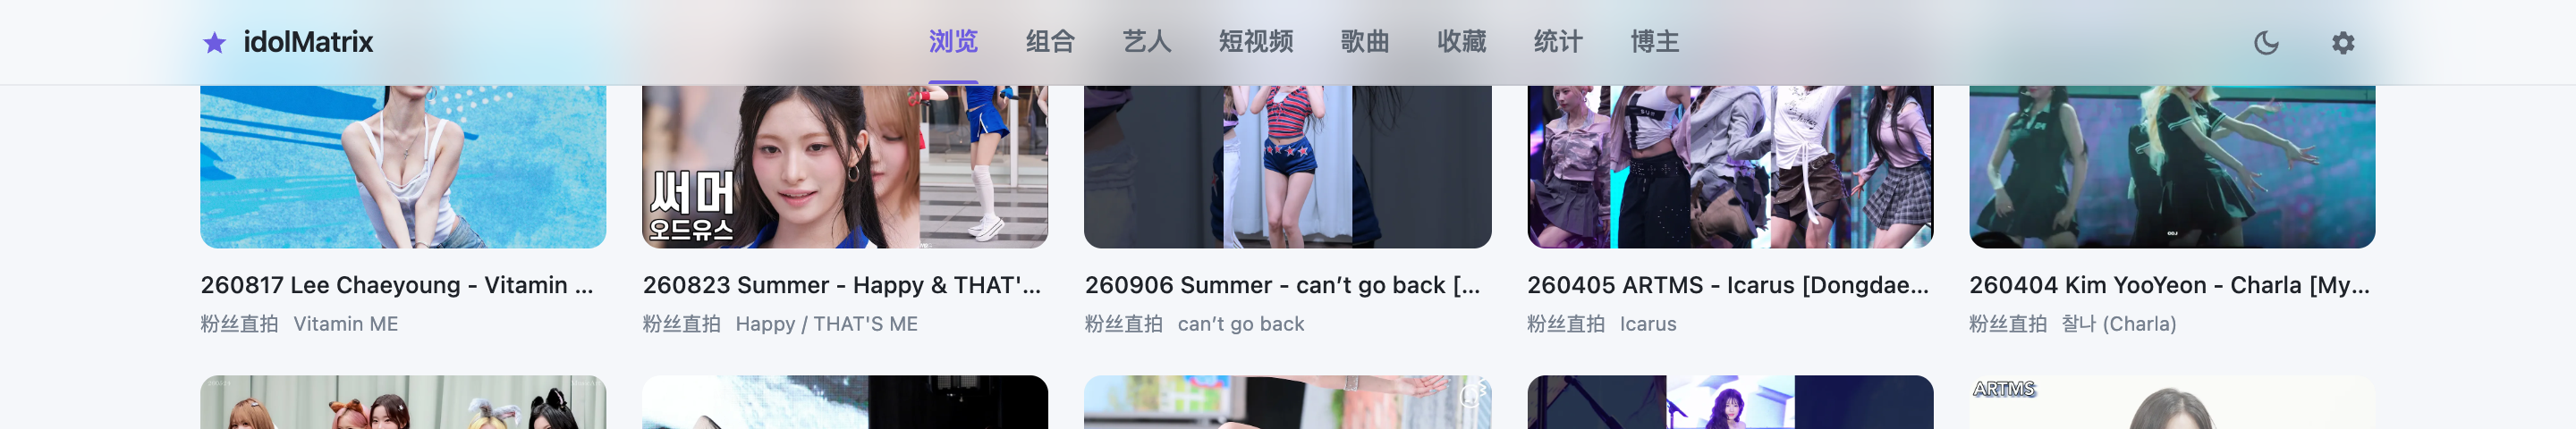 idolMatrix
浏览 组合 艺人 短视频 歌曲 收藏 统计 博主
써머
오드유스
260817 Lee Chaeyoung - Vitamin ...
粉丝直拍 Vitamin ME
260823 Summer - Happy & THAT'...
粉丝直拍 Happy / THAT'S ME
260906 Summer - can’t go back [...
粉丝直拍 can’t go back
260405 ARTMS - Icarus [Dongdae...
粉丝直拍 Icarus
260404 Kim YooYeon - Charla [My...
粉丝直拍 찰나 (Charla)
ARTMS